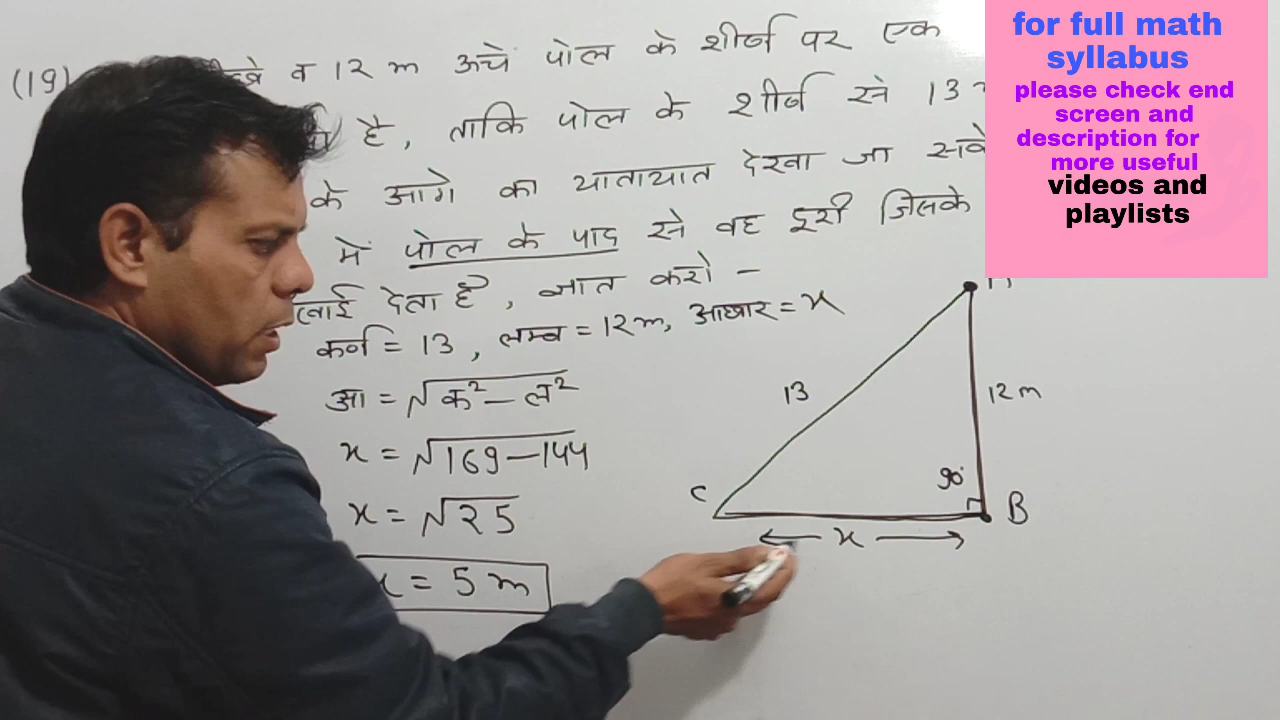 (19) व 12 m ऊचें पोल के शीर्ष पर एक
है, ताकि पोल के शीर्ष से 13
के आगे का यातायात देखा जा सके
में पोल के पाद से वह दूरी जिसके
देता है, ज्ञात करो -
कर्ण = 13, लम्ब = 12m, आधार = x
आ = √क² - ल²
x = √169 - 144
x = √25
x = 5 m
13
12 m
90°
C
B
x
for full math
syllabus
please check end
screen and
description for
more useful
videos and
playlists